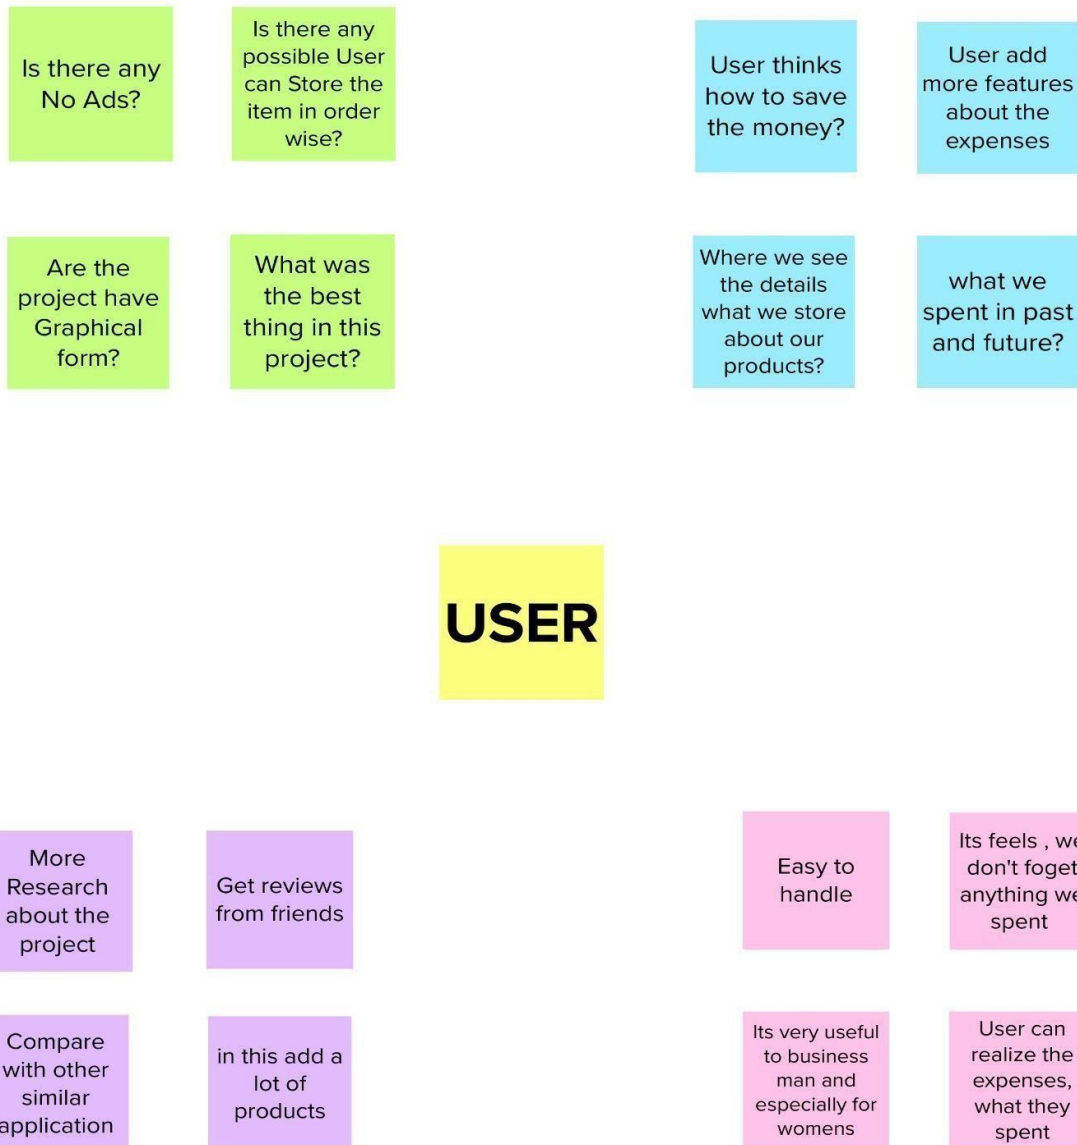 Is there any
No Ads?
Is there any
possible User
can Store the
item in order
wise?
User thinks
how to save
the money?
User add
more features
about the
expenses
Are the
project have
Graphical
form?
What was
the best
thing in this
project?
Where we see
the details
what we store
about our
products?
what we
spent in past
and future?
USER
More
Research
about the
project
Get reviews
from friends
Easy to
handle
Its feels , we
don't foget
anything we
spent
Compare
with other
similar
application
in this add a
lot of
products
Its very useful
to business
man and
especially for
womens
User can
realize the
expenses,
what they
spent